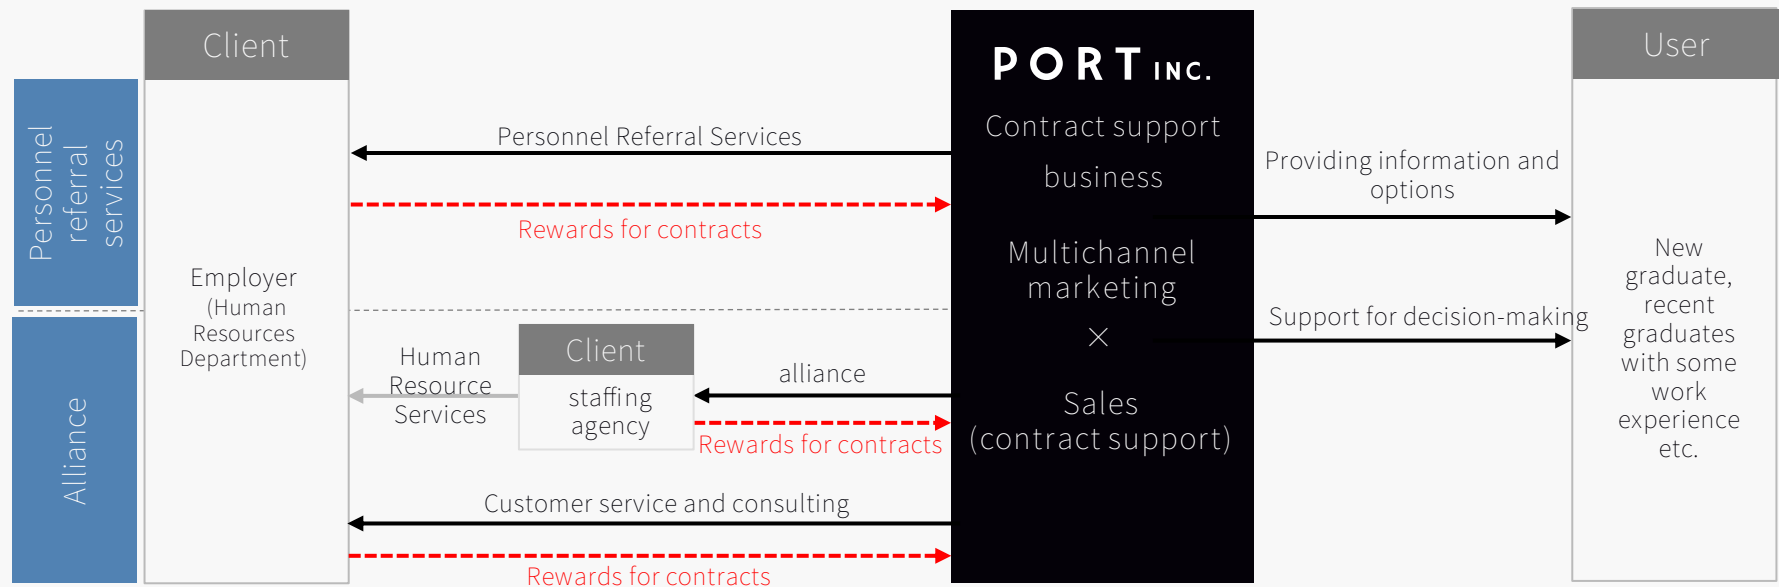 Client
PORT INC.
User
Personnel
referral
services
Personnel Referral Services
Rewards for contracts
Contract support
business
Multichannel
marketing
×
Sales
(contract support)
Providing information and
options
Support for decision-making
New
graduate,
recent
graduates
with some
work
experience
etc.
Employer
(Human
Resources
Department)
Alliance
Human
Resource
Services
Client
staffing
agency
alliance
Rewards for contracts
Customer service and consulting
Rewards for contracts